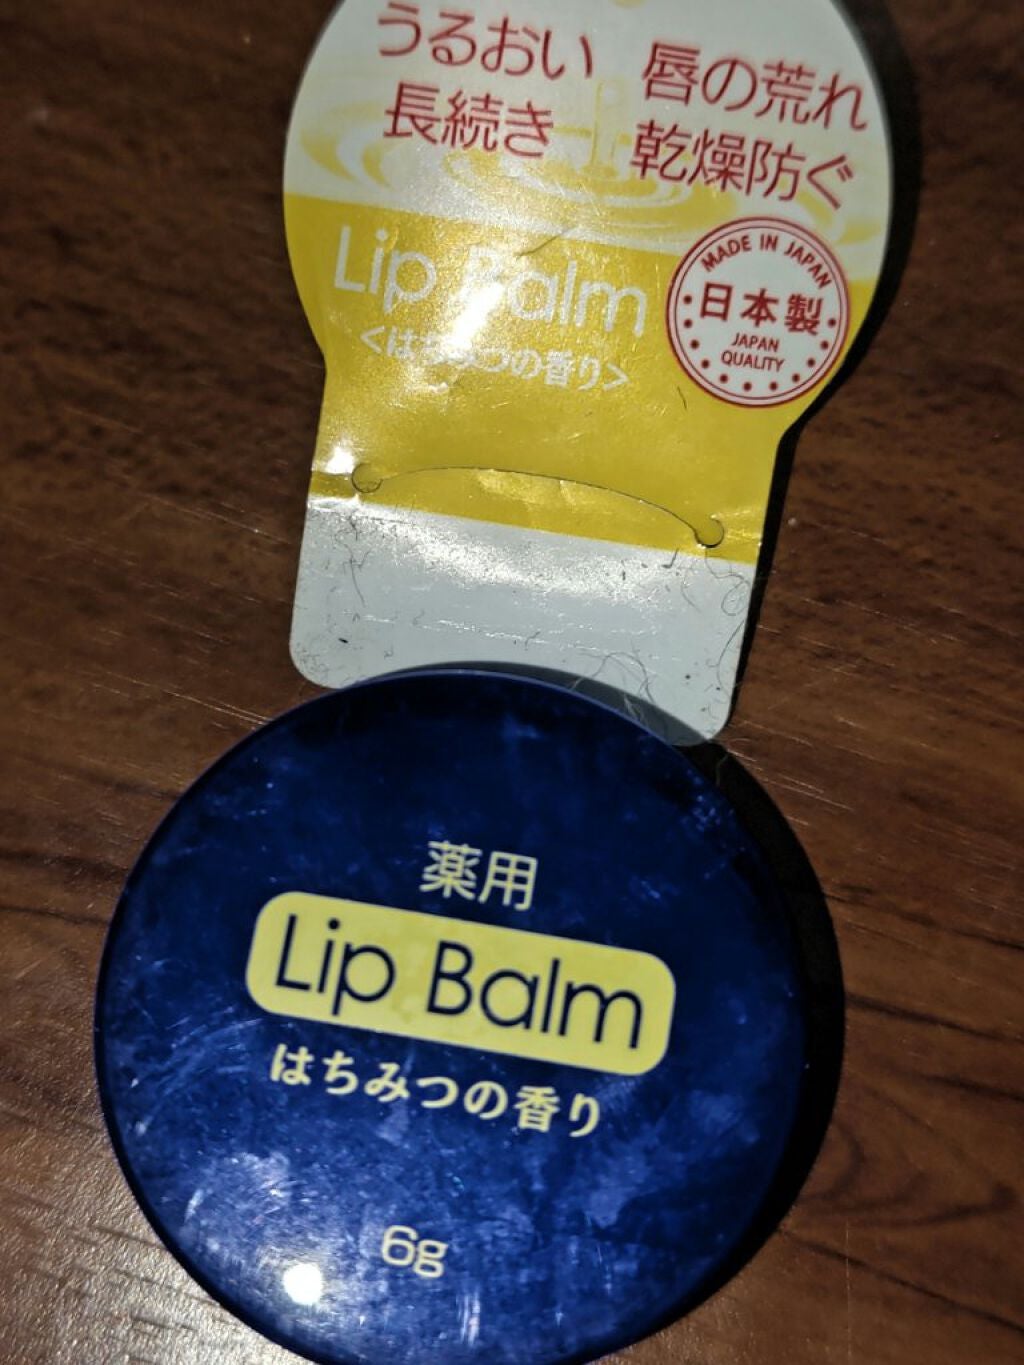 うるおい
長続き
唇の荒れ
乾燥防ぐ
Lip Balm
<はちみつの香り>
MADE IN JAPAN
日本製
JAPAN
QUALITY
薬用
Lip Balm
はちみつの香り
6g